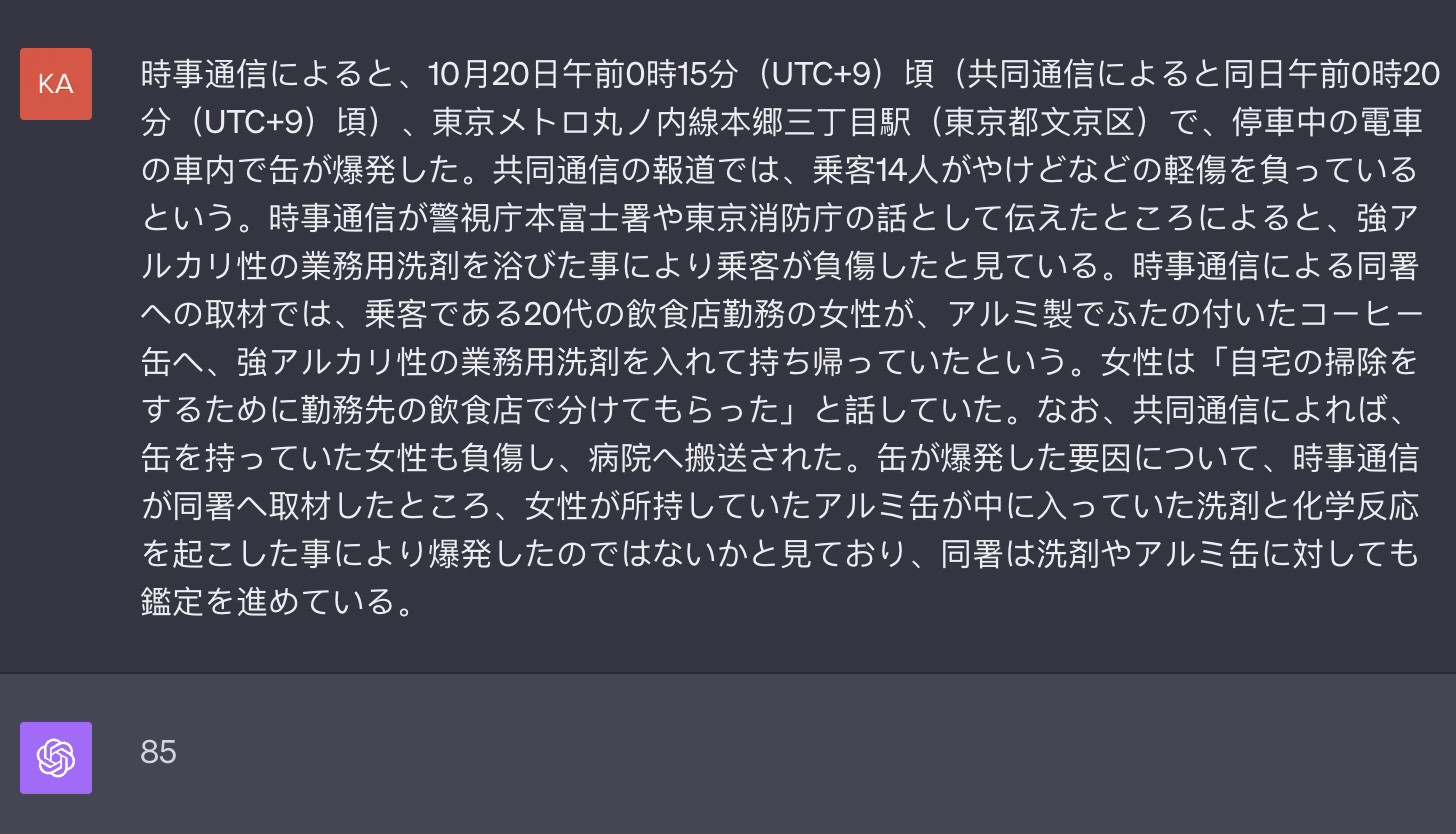 KA
時事通信によると、10月20日午前0時15分（UTC+9）頃（共同通信によると同日午前0時20
分（UTC+9）頃）、東京メトロ丸ノ内線本郷三丁目駅（東京都文京区）で、停車中の電車
の車内で缶が爆発した。共同通信の報道では、乗客14人がやけどなどの軽傷を負っている
という。時事通信が警視庁本富士署や東京消防庁の話として伝えたところによると、強ア
ルカリ性の業務用洗剤を浴びた事により乗客が負傷したと見ている。時事通信による同署
への取材では、乗客である20代の飲食店勤務の女性が、アルミ製でふたの付いたコーヒー
缶へ、強アルカリ性の業務用洗剤を入れて持ち帰っていたという。女性は「自宅の掃除を
するために勤務先の飲食店で分けてもらった」と話していた。なお、共同通信によれば、
缶を持っていた女性も負傷し、病院へ搬送された。缶が爆発した要因について、時事通信
が同署へ取材したところ、女性が所持していたアルミ缶が中に入っていた洗剤と化学反応
を起こした事により爆発したのではないかと見ており、同署は洗剤やアルミ缶に対しても
鑑定を進めている。
85